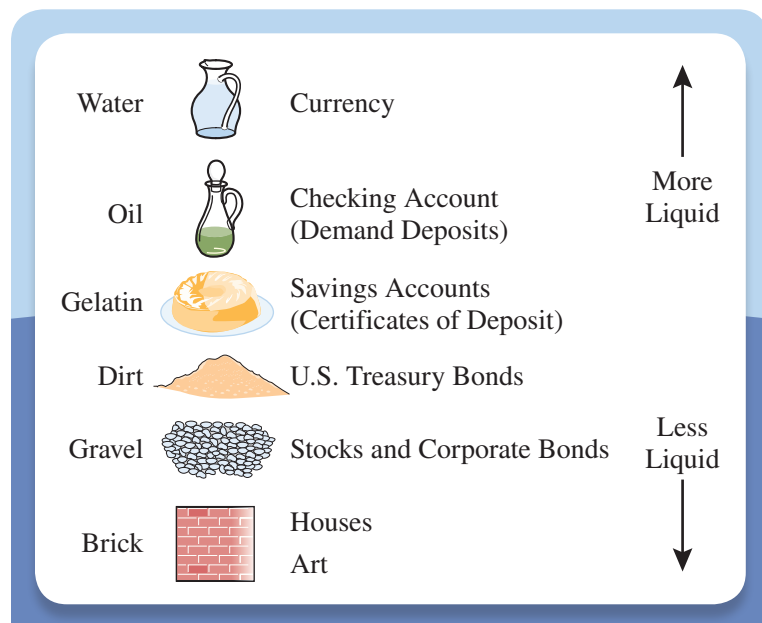 Water
Currency
Oil
Checking Account
(Demand Deposits)
More
Liquid
Gelatin
Savings Accounts
(Certificates of Deposit)
Dirt
U.S. Treasury Bonds
Gravel
Stocks and Corporate Bonds
Less
Liquid
Brick
Houses
Art